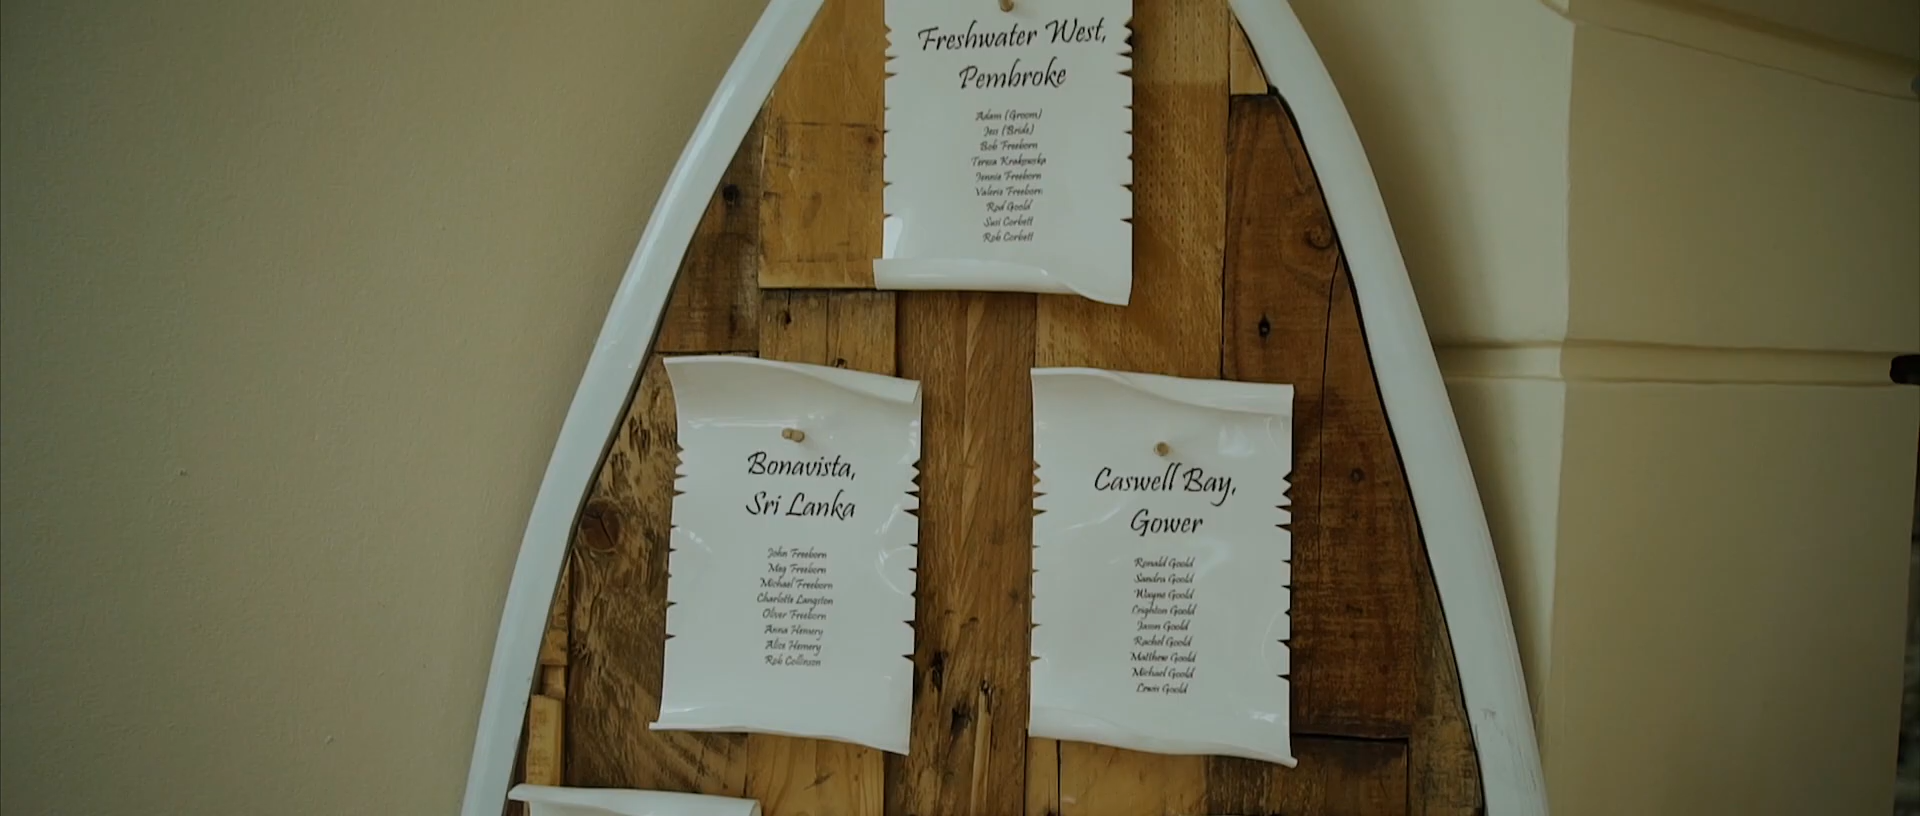 Freshwater West,
Pembroke
Adam (Groom)
Jess (Bride)
Bob Freeborn
Teresa Krakowska
Jennie Freeborn
Valerie Freeborn
Rod Goold
Susi Corbett
Rob Corbett
Bonavista,
Sri Lanka
John Freeborn
Meg Freeborn
Michael Freeborn
Charlotte Langston
Oliver Freeborn
Anna Hemery
Alice Hemery
Rob Collinson
Caswell Bay,
Gower
Ronald Goold
Sandra Goold
Wayne Goold
Crighton Goold
Jason Goold
Rachel Goold
Matthew Goold
Michael Goold
Lewis Goold